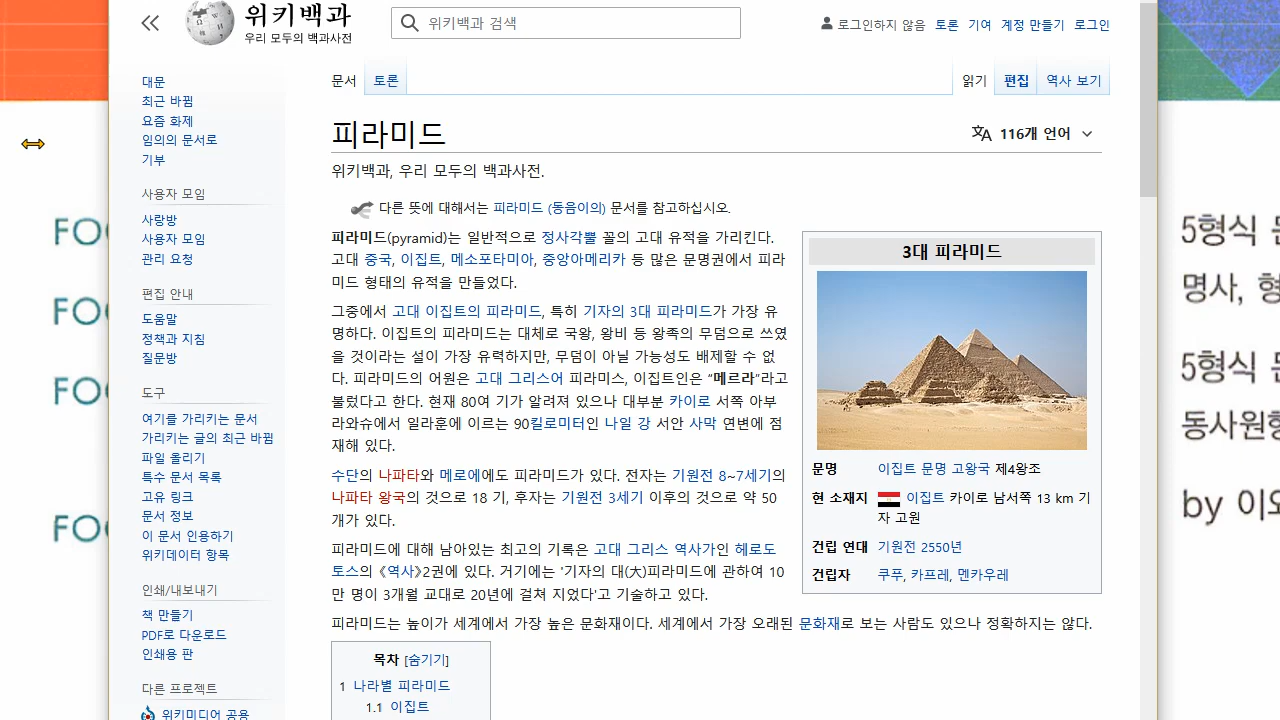 위키백과
우리 모두의 백과사전
위키백과 검색
로그인하지 않음 토론 기여 계정 만들기 로그인
대문
최근 바뀜
요즘 화제
임의의 문서로
기부
사용자 모임
사랑방
사용자 모임
관리 요청
편집 안내
도움말
정책과 지침
질문방
도구
여기를 가리키는 문서
가리키는 글의 최근 바뀜
파일 올리기
특수 문서 목록
고유 링크
문서 정보
이 문서 인용하기
위키데이터 항목
인쇄/내보내기
책 만들기
PDF로 다운로드
인쇄용 판
다른 프로젝트
위키미디어 공용
문서 토론 읽기 편집 역사 보기
피라미드
116개 언어
위키백과, 우리 모두의 백과사전.
다른 뜻에 대해서는 피라미드 (동음이의) 문서를 참고하십시오.
피라미드(pyramid)는 일반적으로 정사각뿔 꼴의 고대 유적을 가리킨다.
고대 중국, 이집트, 메소포타미아, 중앙아메리카 등 많은 문명권에서 피라
미드 형태의 유적을 만들었다.
그중에서 고대 이집트의 피라미드, 특히 기자의 3대 피라미드가 가장 유
명하다. 이집트의 피라미드는 대체로 국왕, 왕비 등 왕족의 무덤으로 쓰였
을 것이라는 설이 가장 유력하지만, 무덤이 아닐 가능성도 배제할 수 없
다. 피라미드의 어원은 고대 그리스어 피라미스, 이집트인은 “메르라”라고
불렀다고 한다. 현재 80여 기가 알려져 있으나 대부분 카이로 서쪽 아부
라와슈에서 일라훈에 이르는 90킬로미터인 나일 강 서안 사막 연변에 점
재해 있다.
수단의 나파타와 메로에에도 피라미드가 있다. 전자는 기원전 8~7세기의
나파타 왕국의 것으로 18 기, 후자는 기원전 3세기 이후의 것으로 약 50
개가 있다.
피라미드에 대해 남아있는 최고의 기록은 고대 그리스 역사가인 헤로도
토스의 《역사》2권에 있다. 거기에는 '기자의 대(大)피라미드에 관하여 10
만 명이 3개월 교대로 20년에 걸쳐 지었다'고 기술하고 있다.
피라미드는 높이가 세계에서 가장 높은 문화재이다. 세계에서 가장 오래된 문화재로 보는 사람도 있으나 정확하지는 않다.
3대 피라미드
문명 이집트 문명 고왕국 제4왕조
현 소재지 이집트 카이로 남서쪽 13 km 기
자 고원
건립 연대 기원전 2550년
건립자 쿠푸, 카프레, 멘카우레
목차 [숨기기]
1 나라별 피라미드
1.1 이집트
5형식
명사,
5형식
by